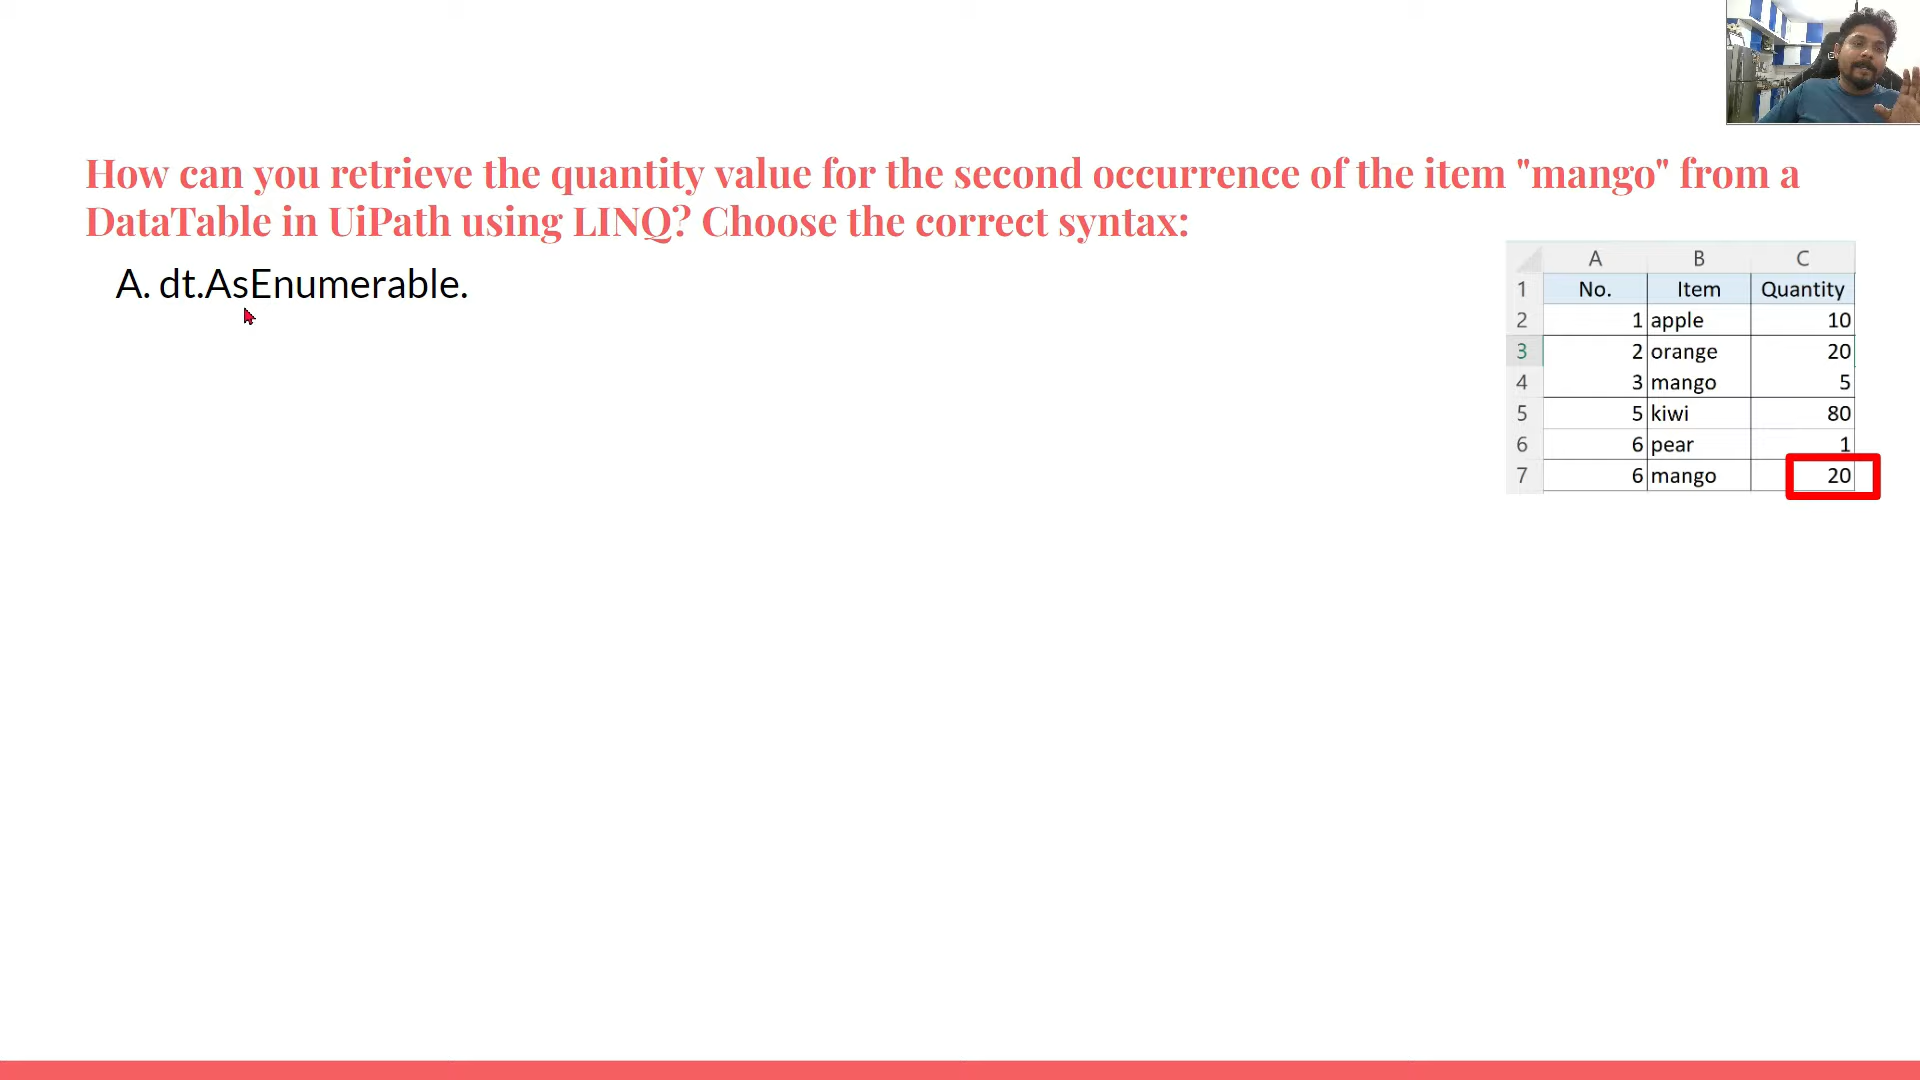 How can you retrieve the quantity value for the second occurrence of the item "mango" from a
DataTable in UiPath using LINQ? Choose the correct syntax:
A. dt.AsEnumerable.
A B C
1 No. Item Quantity
2 1 apple 10
3 2 orange 20
4 3 mango 5
5 5 kiwi 80
6 6 pear 1
7 6 mango 20